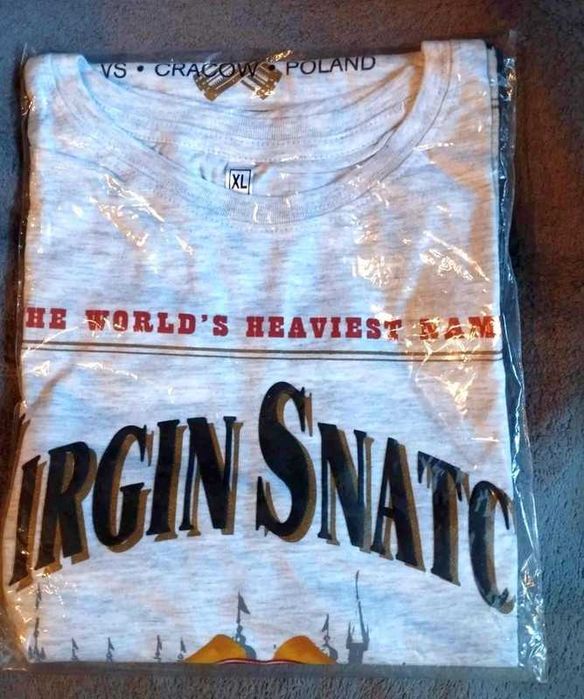 VS • CRACOW • POLAND
XL
HE WORLD'S HEAVIEST NAM
IRGIN SNATC